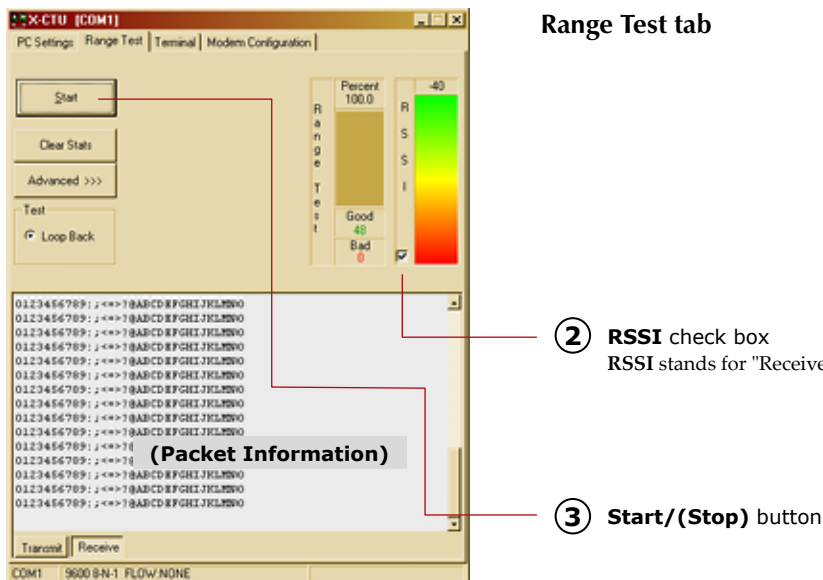 X-CTU [COM1]
Range Test tab
PC Settings Range Test Terminal Modem Configuration
Start
Clear Stats
Advanced >>>
Test
Loop Back
Range Test
Percent
100.0
Good
48
Bad
0
RSSI
-40
0123456789:;<=>?@ABCDEFGHIJKLMNO
0123456789:;<=>?@ABCDEFGHIJKLMNO
0123456789:;<=>?@ABCDEFGHIJKLMNO
0123456789:;<=>?@ABCDEFGHIJKLMNO
0123456789:;<=>?@ABCDEFGHIJKLMNO
0123456789:;<=>?@ABCDEFGHIJKLMNO
0123456789:;<=>?@ABCDEFGHIJKLMNO
0123456789:;<=>?@ABCDEFGHIJKLMNO
0123456789:;<=>?@ABCDEFGHIJKLMNO
0123456789:;<=>?@ABCDEFGHIJKLMNO
0123456789:;<=>?
(Packet Information)
0123456789:;<=>?
0123456789:;<=>?@ABCDEFGHIJKLMNO
0123456789:;<=>?@ABCDEFGHIJKLMNO
0123456789:;<=>?@ABCDEFGHIJKLMNO
2 RSSI check box
RSSI stands for "Receive
3 Start/(Stop) button
Transmit Receive
COM1 9600 8-N-1 FLOW:NONE